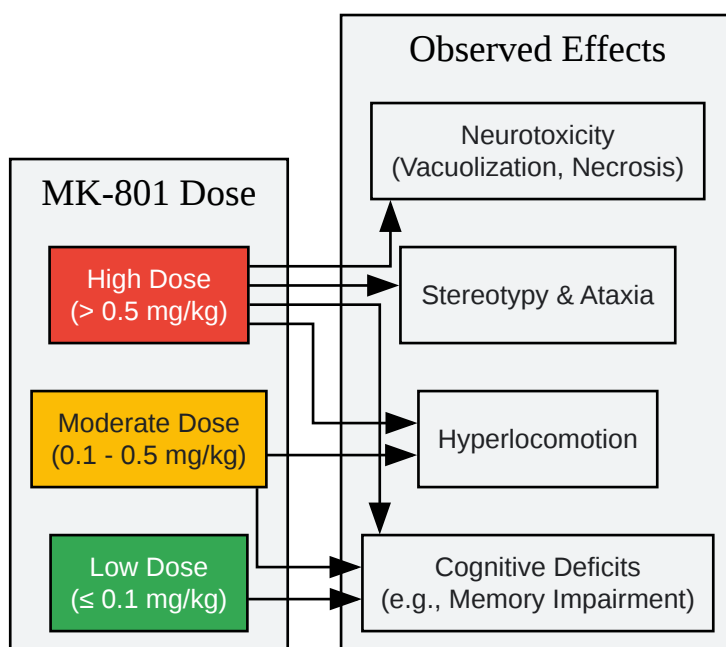 MK-801 Dose
High Dose
(> 0.5 mg/kg)
Moderate Dose
(0.1 - 0.5 mg/kg)
Low Dose
(≤ 0.1 mg/kg)
Observed Effects
Neurotoxicity
(Vacuolization, Necrosis)
Stereotypy & Ataxia
Hyperlocomotion
Cognitive Deficits
(e.g., Memory Impairment)